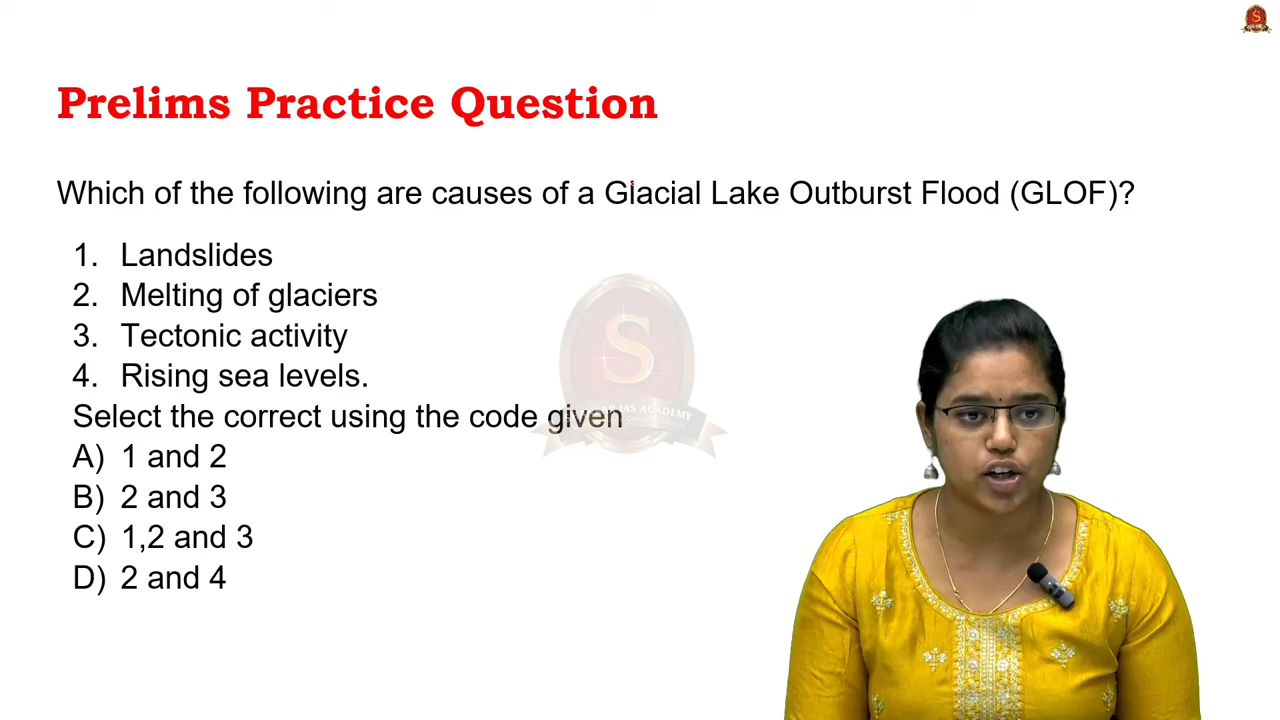 Prelims Practice Question
Which of the following are causes of a Glacial Lake Outburst Flood (GLOF)?
1. Landslides
2. Melting of glaciers
3. Tectonic activity
4. Rising sea levels.
Select the correct using the code given
A) 1 and 2
B) 2 and 3
C) 1,2 and 3
D) 2 and 4
S
IAS ACADEMY